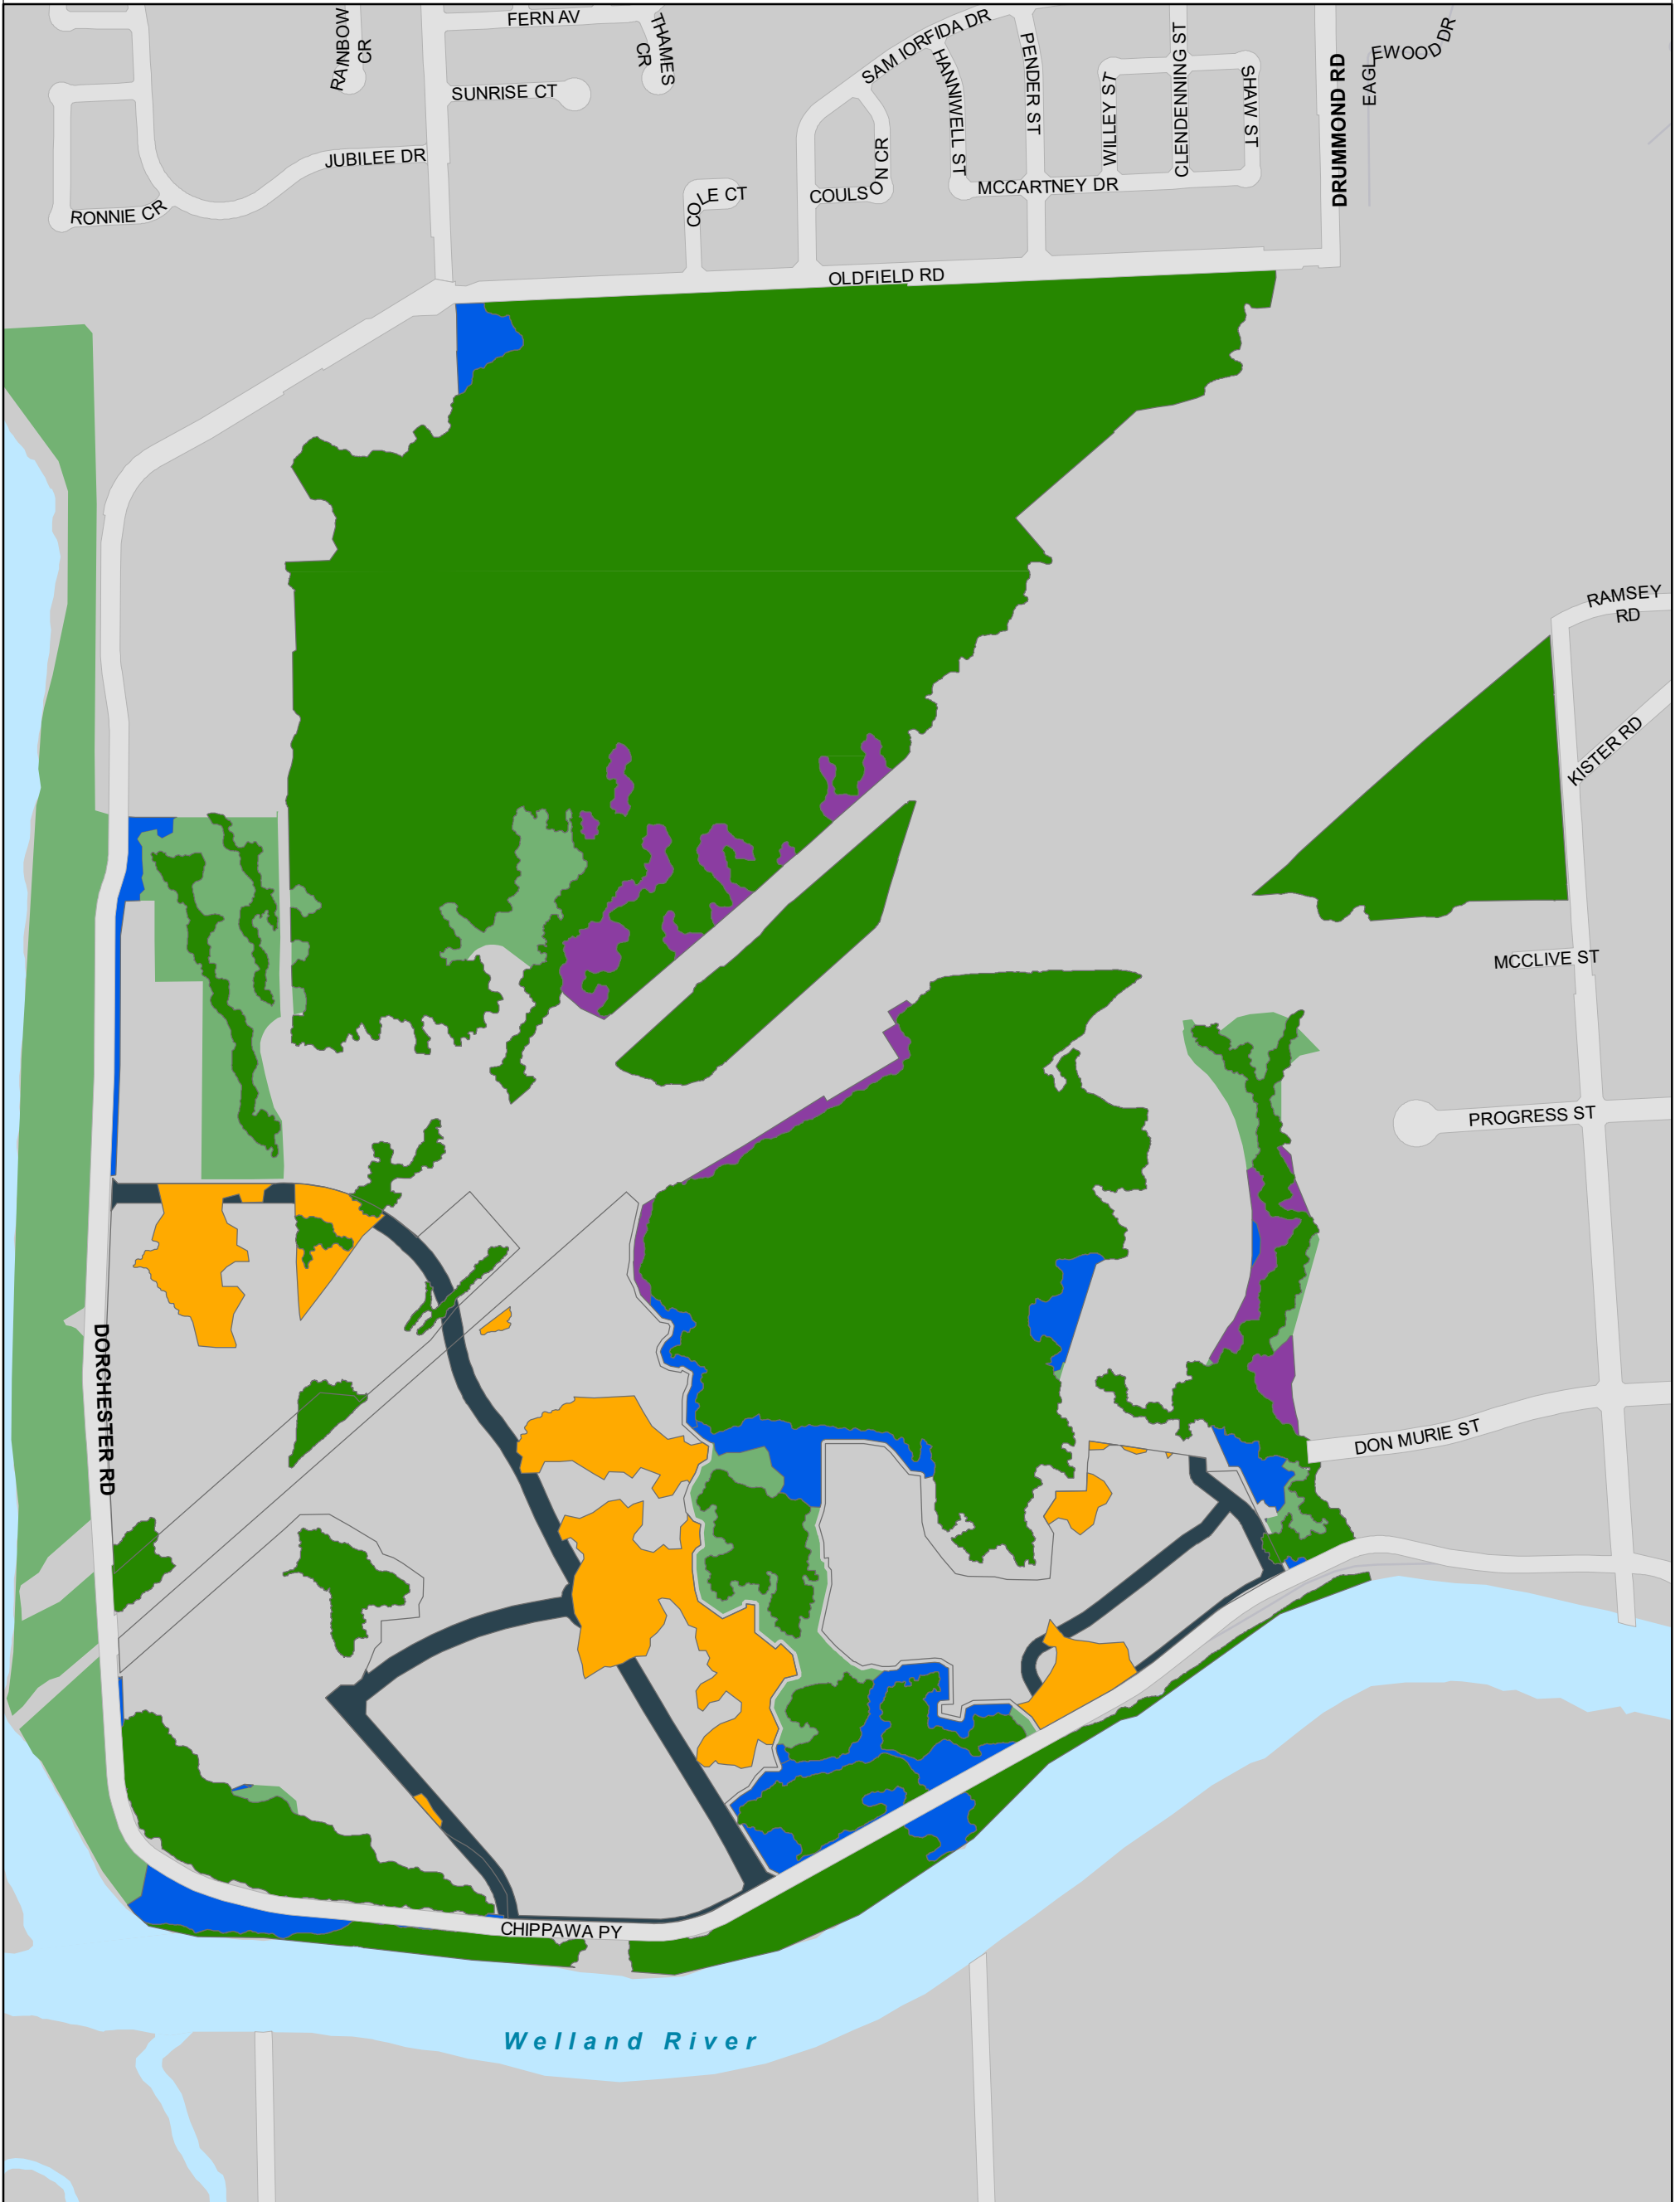 FERN AV
RAINBOW
CR
THAMES
CR
SUNRISE CT
JUBILEE DR
RONNIE CR
SAM IORFIDA DR
HANNIWELL ST
PENDER ST
WILLEY ST
CLENDENNING ST
SHAW ST
DRUMMOND RD
EAGL
EWOOD DR
COLE CT
COULSON CR
MCCARTNEY DR
OLDFIELD RD
RAMSEY
RD
KISTER RD
MCCLIVE ST
PROGRESS ST
DORCHESTER RD
DON MURIE ST
CHIPPAWA PY
Welland River